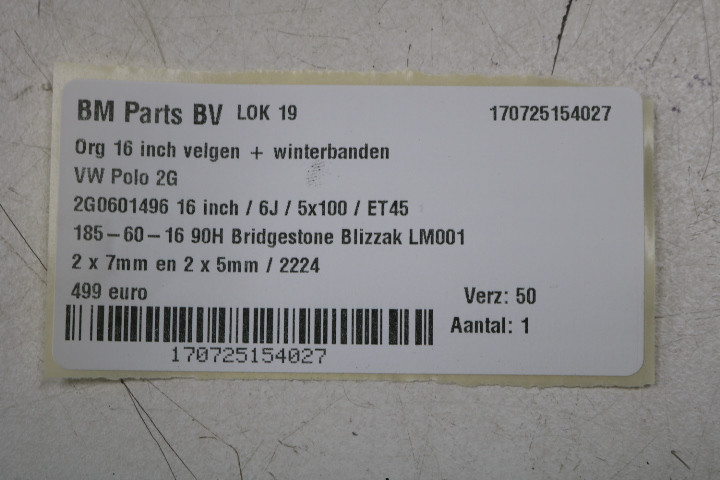 BM Parts BV LOK 19 170725154027
Org 16 inch velgen + winterbanden
VW Polo 2G
2G0601496 16 inch / 6J / 5x100 / ET45
185-60-16 90H Bridgestone Blizzak LM001
2 x 7mm en 2 x 5mm / 2224
499 euro Verz: 50
Aantal: 1
170725154027